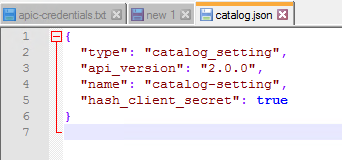 apic-credentials.txt new 1 catalog.json
1 {
2 "type": "catalog_setting",
3 "api_version": "2.0.0",
4 "name": "catalog-setting",
5 "hash_client_secret": true
6 }
7